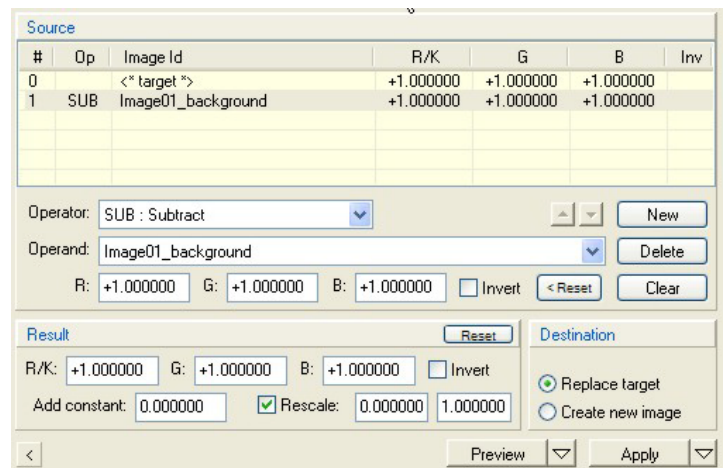 Source
# Op Image Id R/K G B Inv
0 <* target *> +1.000000 +1.000000 +1.000000
1 SUB Image01_background +1.000000 +1.000000 +1.000000
Operator: SUB : Subtract New
Operand: Image01_background Delete
R: +1.000000 G: +1.000000 B: +1.000000 Invert < Reset Clear
Result Reset Destination
R/K: +1.000000 G: +1.000000 B: +1.000000 Invert Replace target
Add constant: 0.000000 Rescale: 0.000000 1.000000 Create new image
< Preview Apply